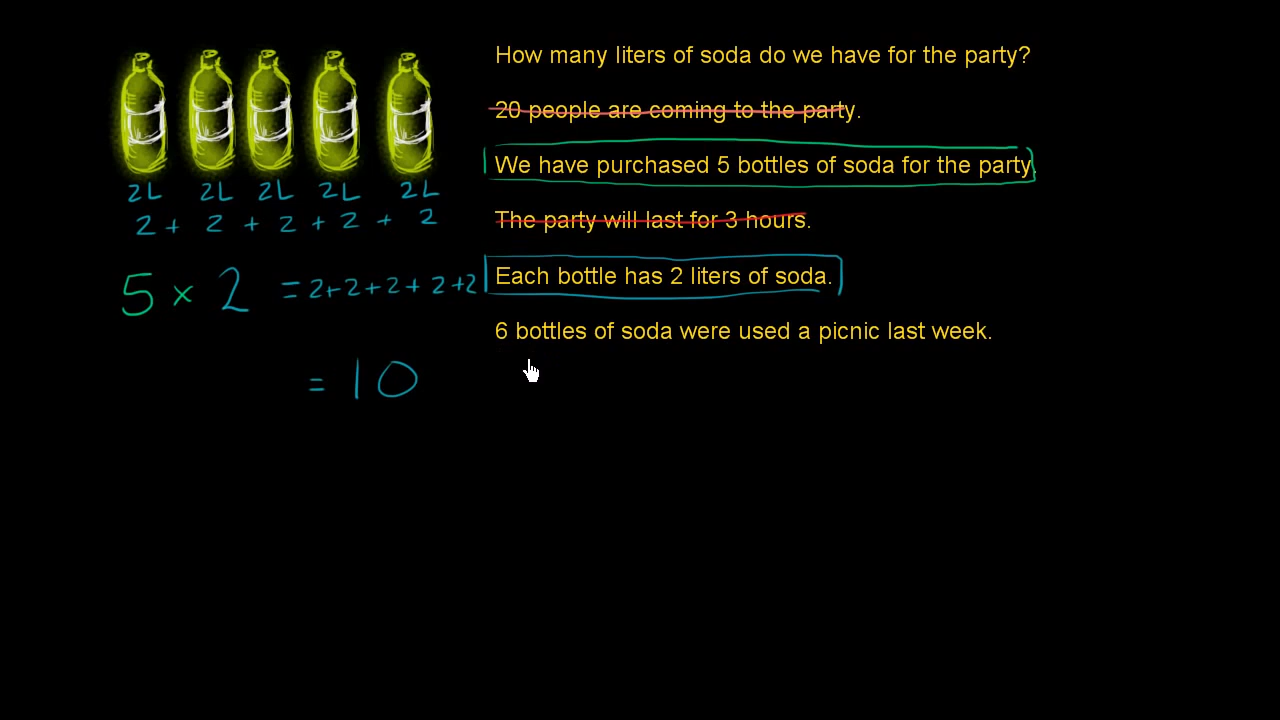 How many liters of soda do we have for the party?
20 people are coming to the party.
We have purchased 5 bottles of soda for the party.
The party will last for 3 hours.
Each bottle has 2 liters of soda.
6 bottles of soda were used a picnic last week.
2L 2L 2L 2L 2L
2 + 2 + 2 + 2 + 2
5 × 2 = 2+2+2+2+2
= 10